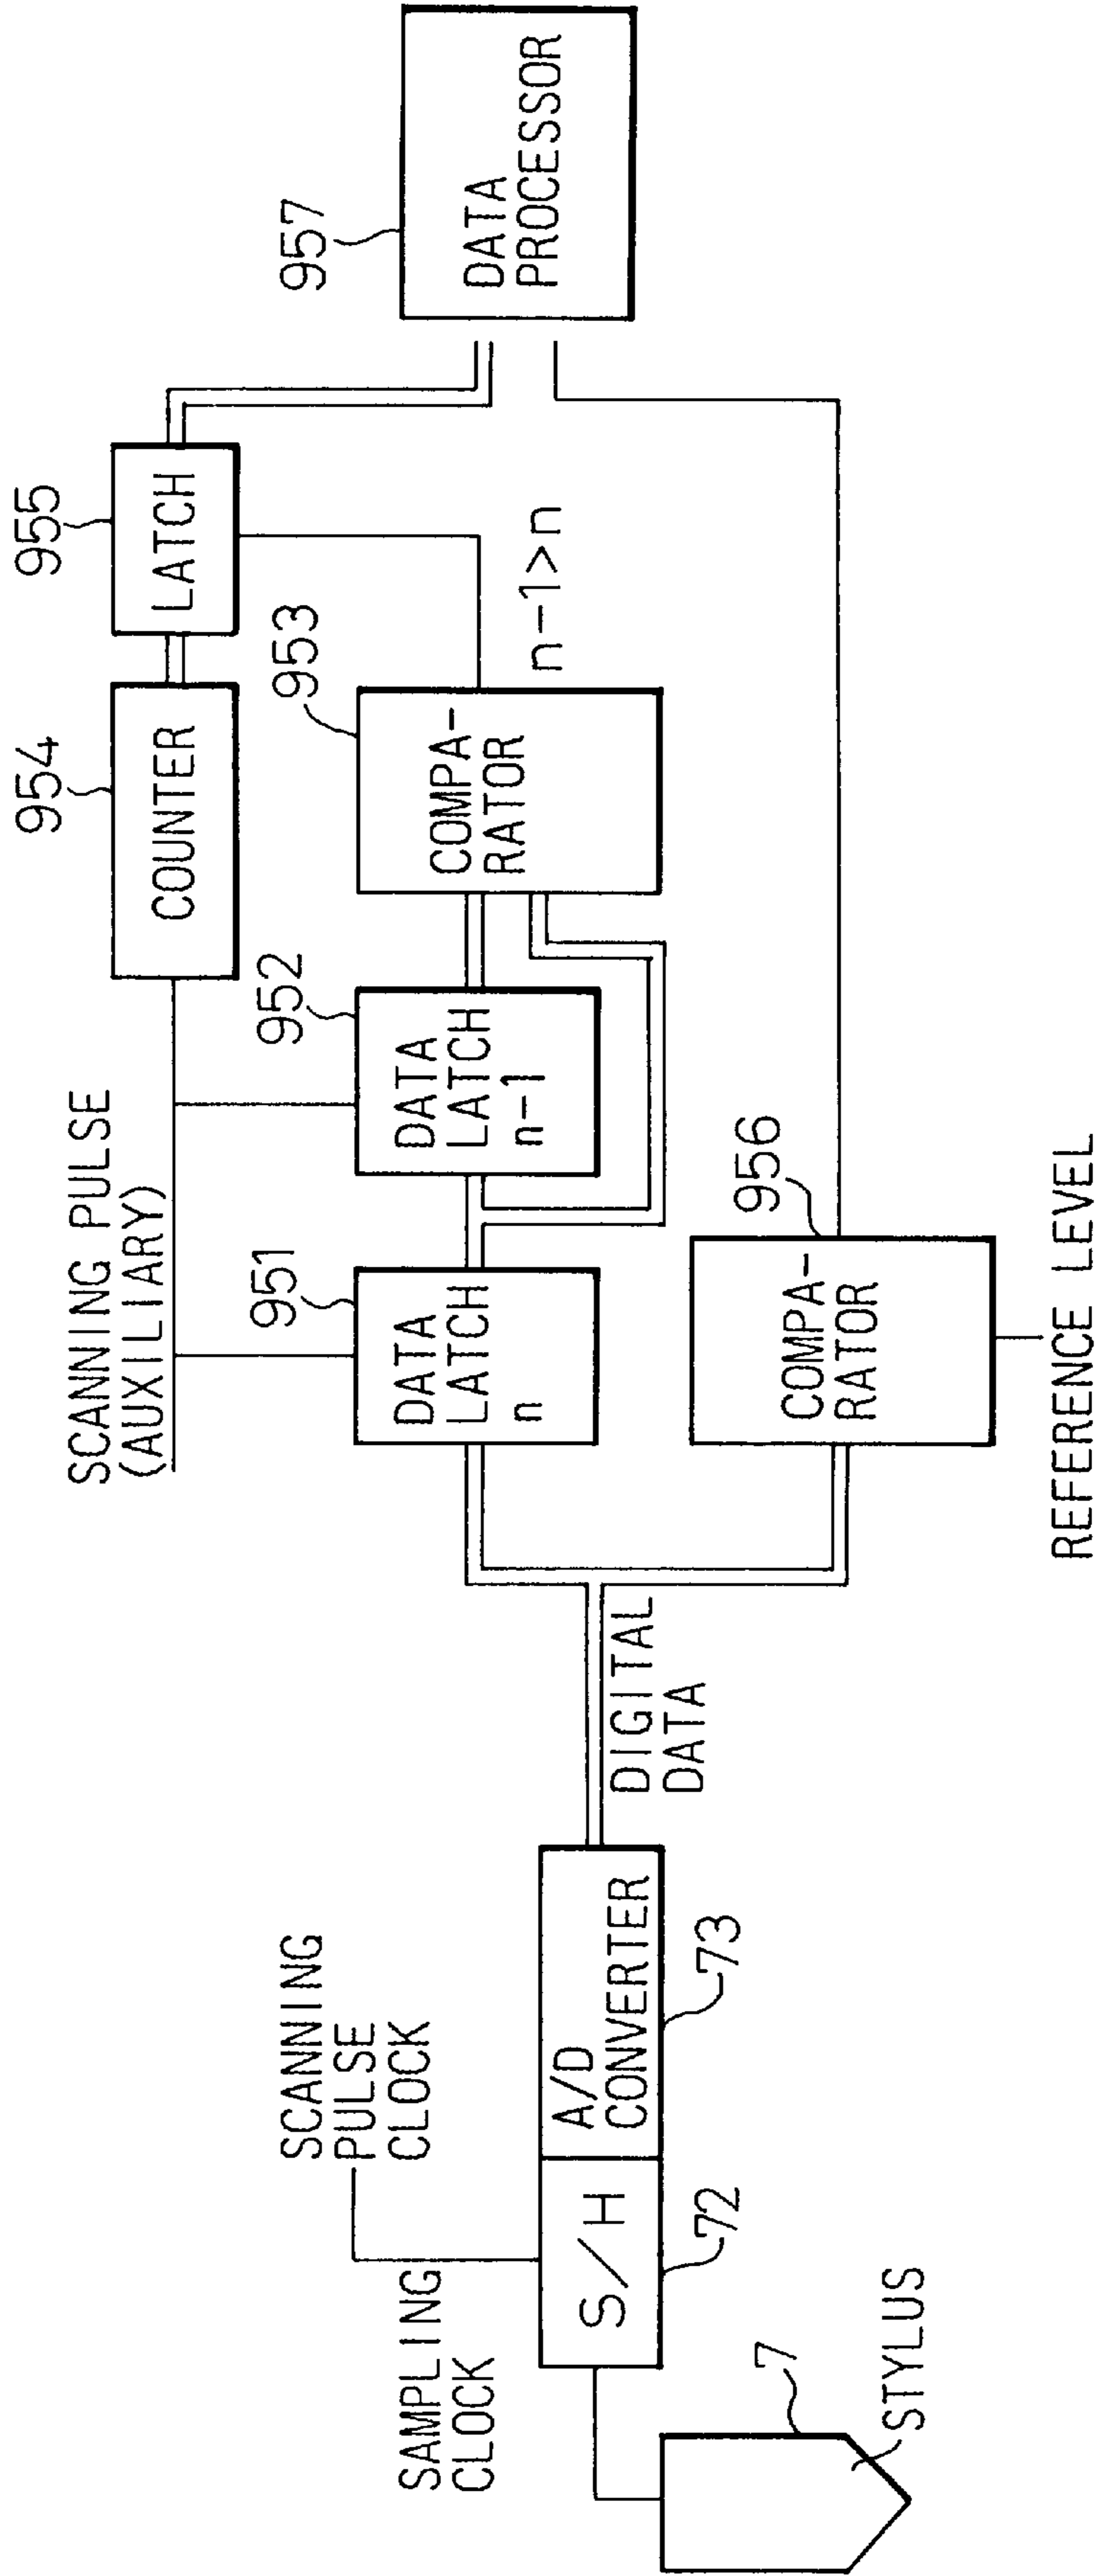 7
STYLUS
SAMPLING
CLOCK
SCANNING
PULSE
CLOCK
S/H
72
A/D
CONVERTER
73
DIGITAL
DATA
SCANNING PULSE
(AUXILIARY)
951
DATA
LATCH
n
952
DATA
LATCH
n-1
953
COMPA-
RATOR
n-1>n
954
COUNTER
955
LATCH
956
COMPA-
RATOR
REFERENCE LEVEL
957
DATA
PROCESSOR